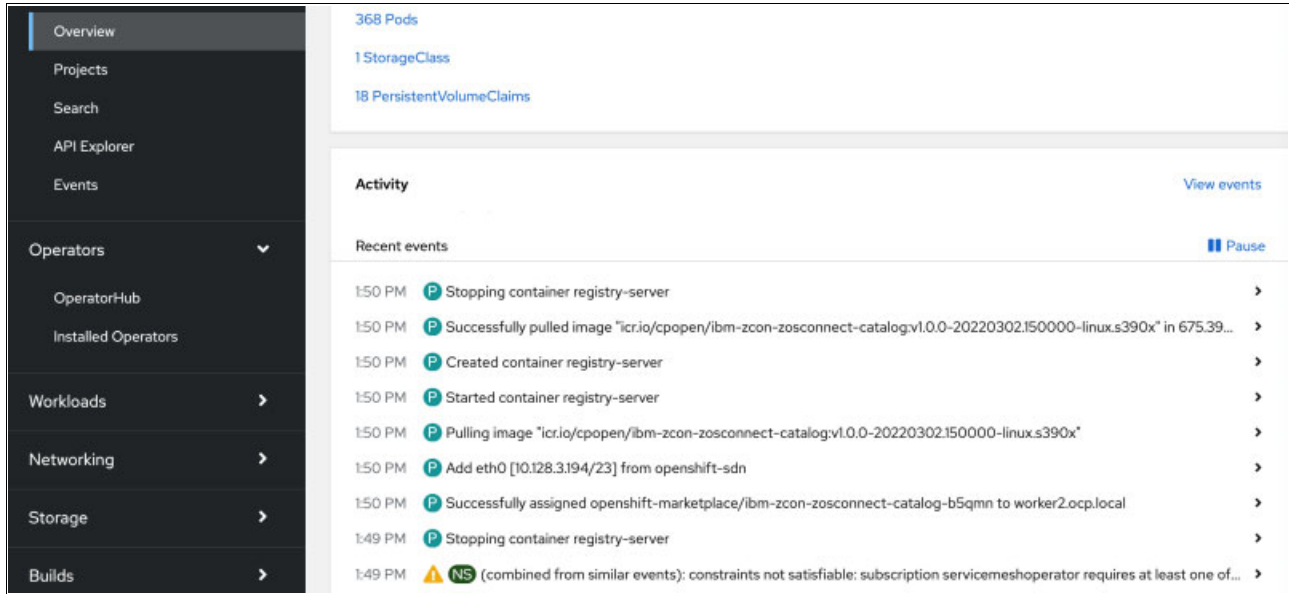 Overview
Projects
Search
API Explorer
Events
Operators
OperatorHub
Installed Operators
Workloads
Networking
Storage
Builds
368 Pods
1 StorageClass
18 PersistentVolumeClaims
Activity View events
Recent events Pause
1:50 PM P Stopping container registry-server
1:50 PM P Successfully pulled image "icr.io/cpopen/ibm-zcon-zosconnect-catalog:v1.0.0-20220302.150000-linux.s390x" in 675.39...
1:50 PM P Created container registry-server
1:50 PM P Started container registry-server
1:50 PM P Pulling image "icr.io/cpopen/ibm-zcon-zosconnect-catalog:v1.0.0-20220302.150000-linux.s390x"
1:50 PM P Add eth0 [10.128.3.194/23] from openshift-sdn
1:50 PM P Successfully assigned openshift-marketplace/ibm-zcon-zosconnect-catalog-b5qmn to worker2.ocp.local
1:49 PM P Stopping container registry-server
1:49 PM NS (combined from similar events): constraints not satisfiable: subscription servicemeshoperator requires at least one of...